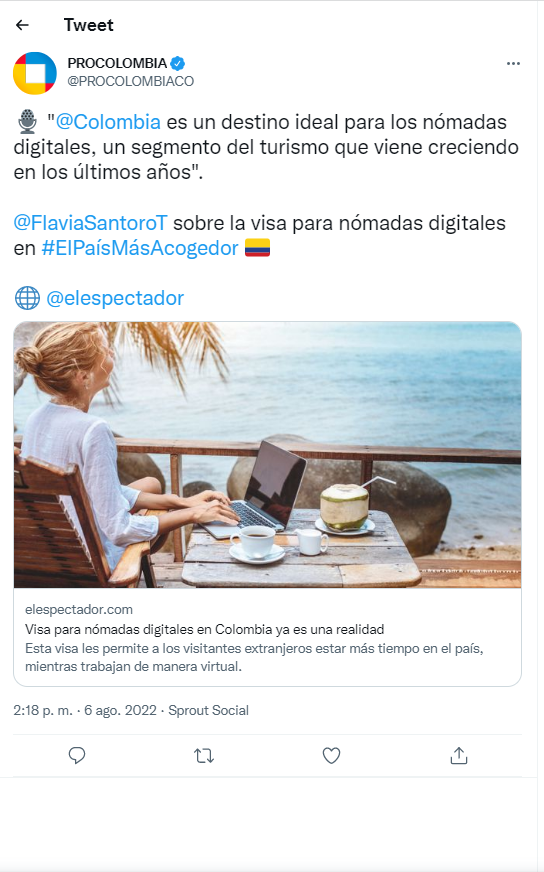 Tweet
PROCOLOMBIA
@PROCOLOMBIACO
"@Colombia es un destino ideal para los nómadas
digitales, un segmento del turismo que viene creciendo
en los últimos años".
@FlaviaSantoroT sobre la visa para nómadas digitales
en #ElPaísMásAcogedor 🇨🇴
@elespectador
elespectador.com
Visa para nómadas digitales en Colombia ya es una realidad
Esta visa les permite a los visitantes extranjeros estar más tiempo en el país,
mientras trabajan de manera virtual.
2:18 p. m. · 6 ago. 2022 · Sprout Social